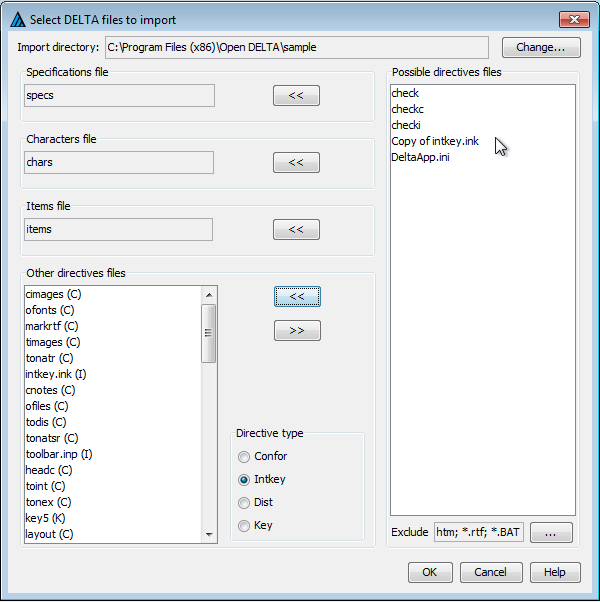 Select DELTA files to import
Import directory: C:\Program Files (x86)\Open DELTA\sample Change...
Specifications file
specs <<
Characters file
chars <<
Items file
items <<
Other directives files
cimages (C)
ofonts (C)
markrtf (C)
timages (C)
tonatr (C)
intkey.ink (I)
cnotes (C)
ofiles (C)
todis (C)
tonatsr (C)
toolbar.inp (I)
headc (C)
toint (C)
tonex (C)
key5 (K)
layout (C)
<<
>>
Directive type
Confor
Intkey
Dist
Key
Possible directives files
check
checkc
checki
Copy of intkey.ink
DeltaApp.ini
Exclude htm; *.rtf; *.BAT ...
OK Cancel Help